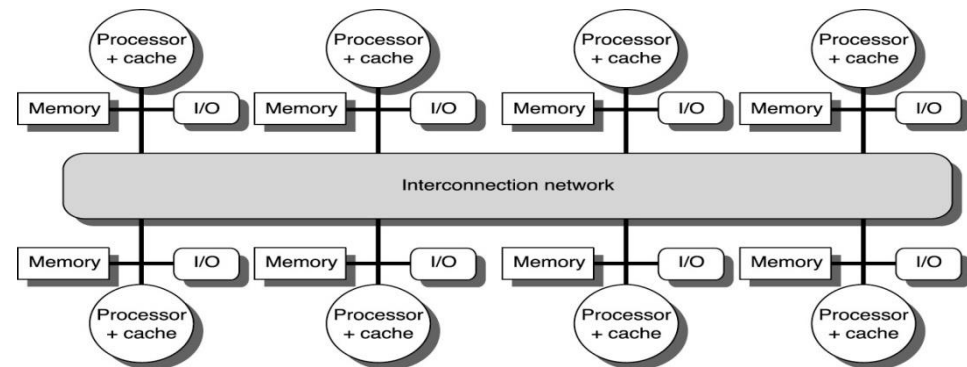 Processor
+ cache
Processor
+ cache
Processor
+ cache
Processor
+ cache
Memory
I/O
Memory
I/O
Memory
I/O
Memory
I/O
Interconnection network
Memory
I/O
Memory
I/O
Memory
I/O
Memory
I/O
Processor
+ cache
Processor
+ cache
Processor
+ cache
Processor
+ cache